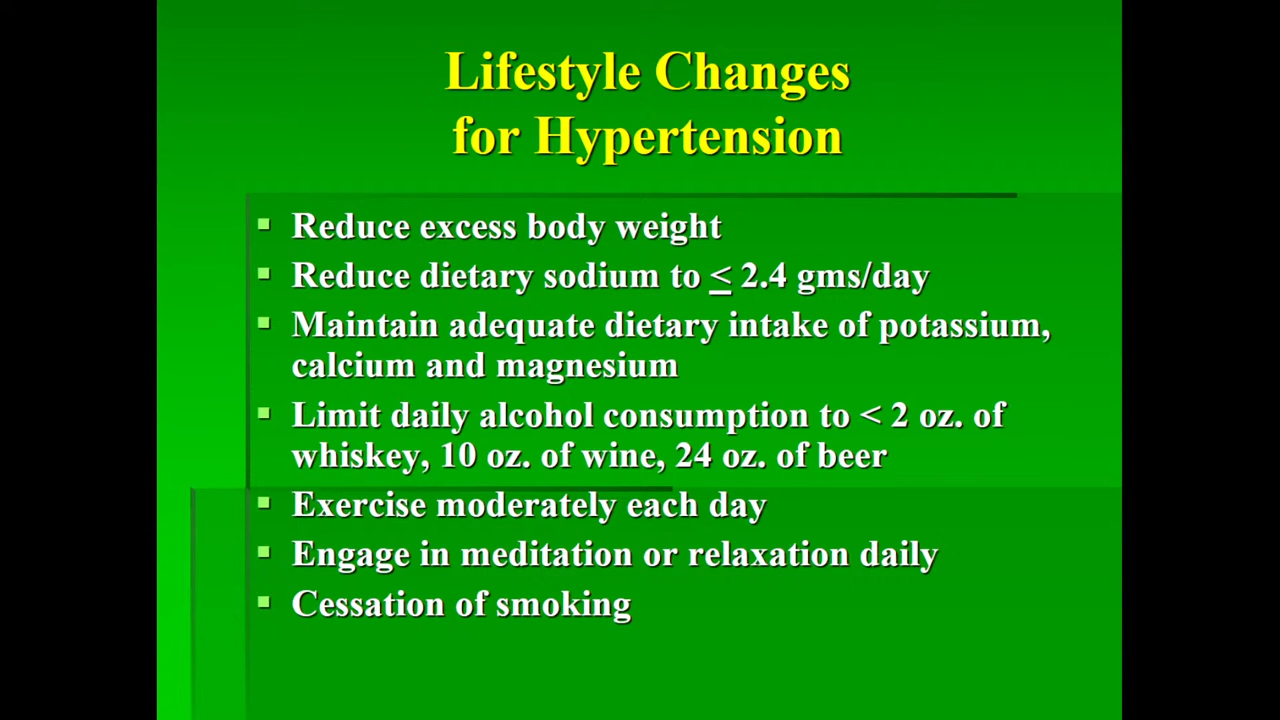 Lifestyle Changes
for Hypertension
▪ Reduce excess body weight
▪ Reduce dietary sodium to ≤ 2.4 gms/day
▪ Maintain adequate dietary intake of potassium,
calcium and magnesium
▪ Limit daily alcohol consumption to < 2 oz. of
whiskey, 10 oz. of wine, 24 oz. of beer
▪ Exercise moderately each day
▪ Engage in meditation or relaxation daily
▪ Cessation of smoking